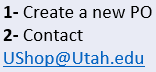 1- Create a new PO
2- Contact
UShop@Utah.edu